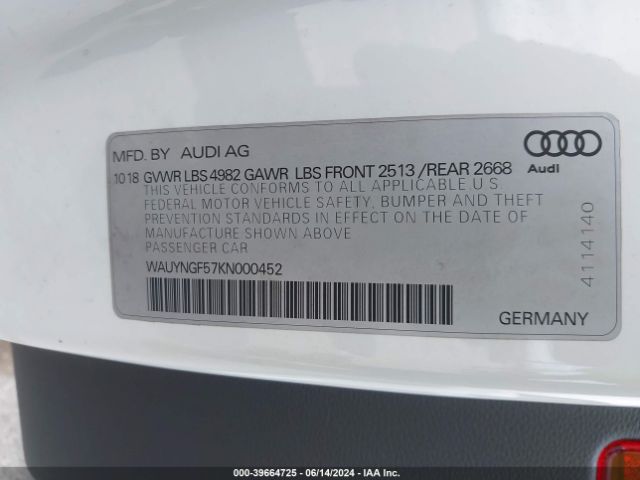 MFD. BY AUDI AG
10 18 GVWR LBS 4982 GAWR LBS FRONT 2513 /REAR 2668
THIS VEHICLE CONFORMS TO ALL APPLICABLE U S
FEDERAL MOTOR VEHICLE SAFETY, BUMPER AND THEFT
PREVENTION STANDARDS IN EFFECT ON THE DATE OF
MANUFACTURE SHOWN ABOVE
PASSENGER CAR
WAUYNGF57KN000452
Audi
4114140
GERMANY
000-39664725 - 06/14/2024 - IAA Inc.